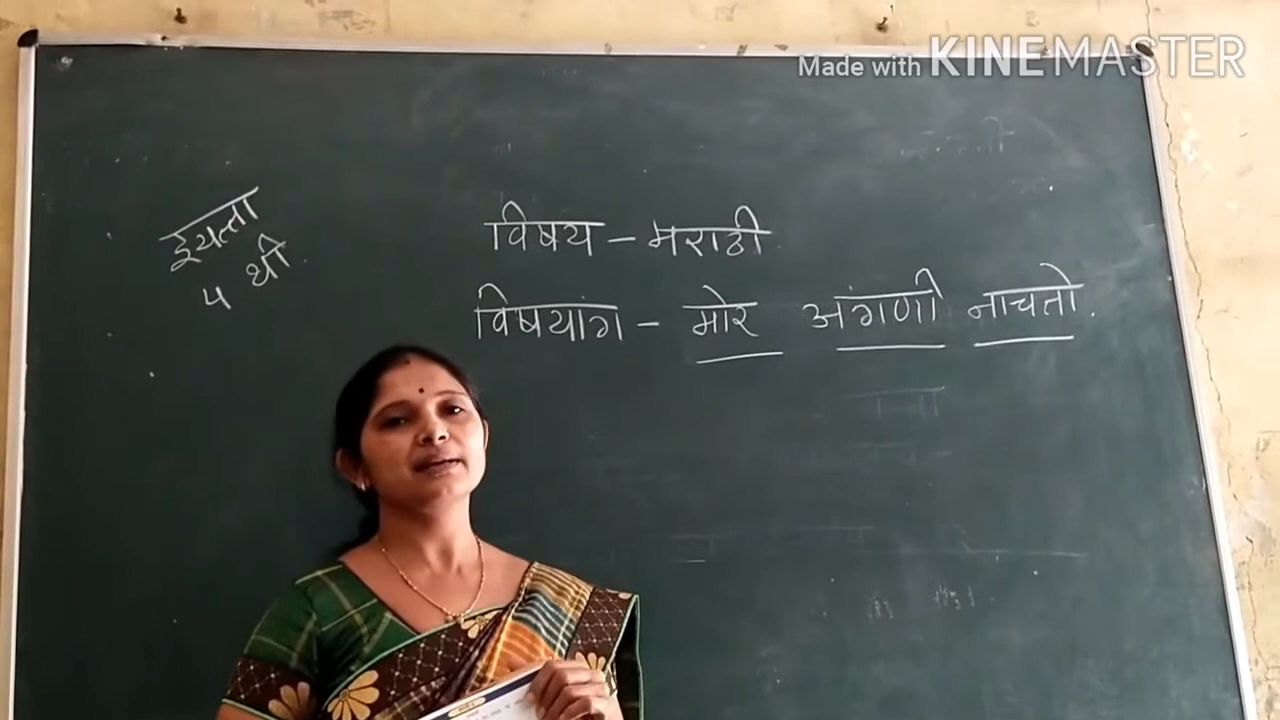 Made with KINEMASTER
इयत्ता
५ थी.
विषय – मराठी
विषयांग – मोर अंगणी नाचतो.